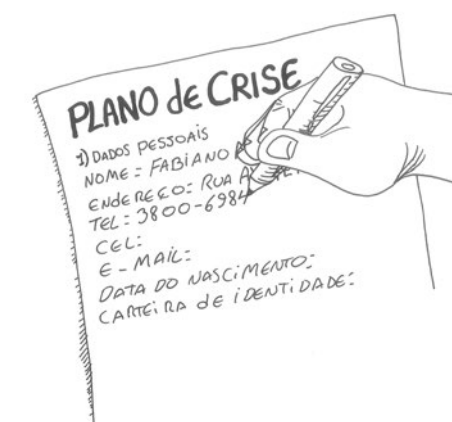 PLANO de CRISE
1) DADOS PESSOAIS
NOME: FABIANO
ENDEREÇO: RUA
TEL: 3800-6984
CEL:
E-MAIL:
DATA DO NASCIMENTO:
CARTEIRA de IDENTIDADE: